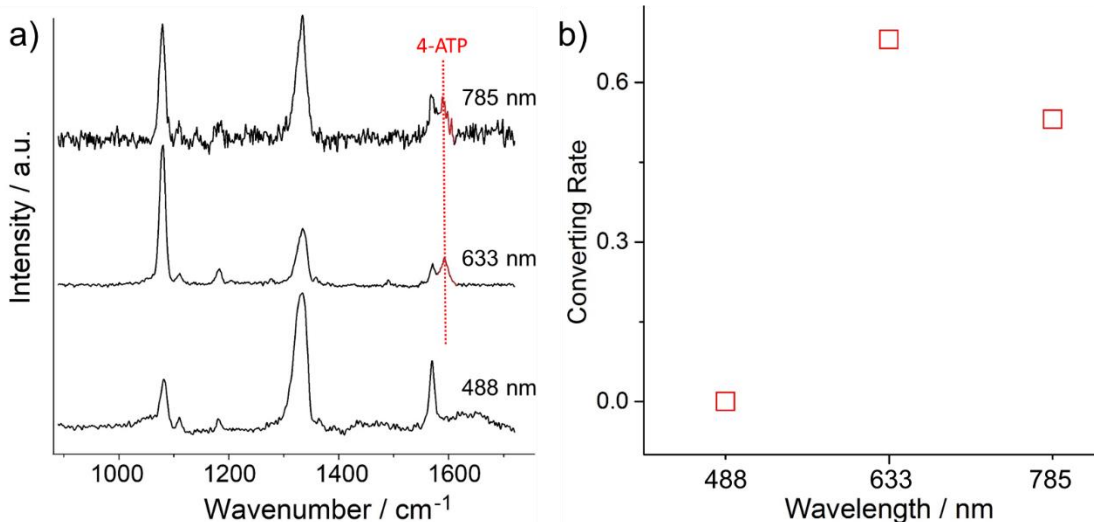 a)
4-ATP
785 nm
633 nm
488 nm
Intensity / a.u.
1000 1200 1400 1600
Wavenumber / cm⁻¹
b)
0.6
0.3
0.0
Converting Rate
488 633 785
Wavelength / nm